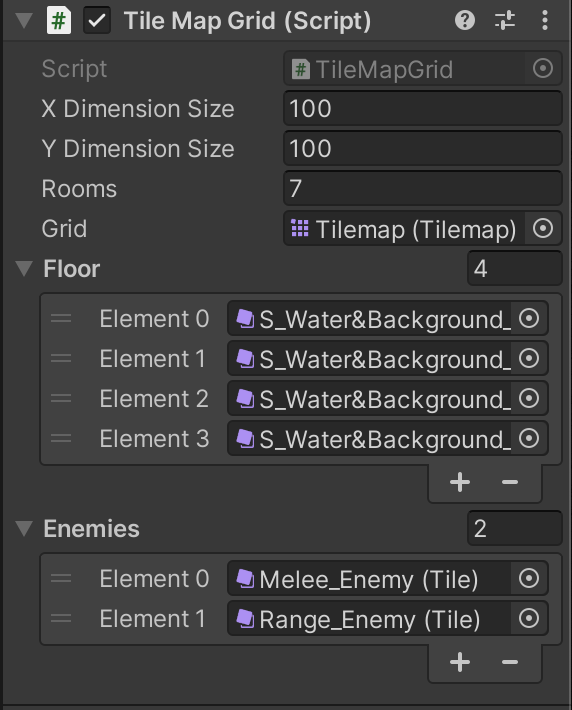 # Tile Map Grid (Script) ?
Script # TileMapGrid
X Dimension Size 100
Y Dimension Size 100
Rooms 7
Grid Tilemap (Tilemap)
Floor 4
Element 0 S_Water&Background_
Element 1 S_Water&Background_
Element 2 S_Water&Background_
Element 3 S_Water&Background_
+ −
Enemies 2
Element 0 Melee_Enemy (Tile)
Element 1 Range_Enemy (Tile)
+ −